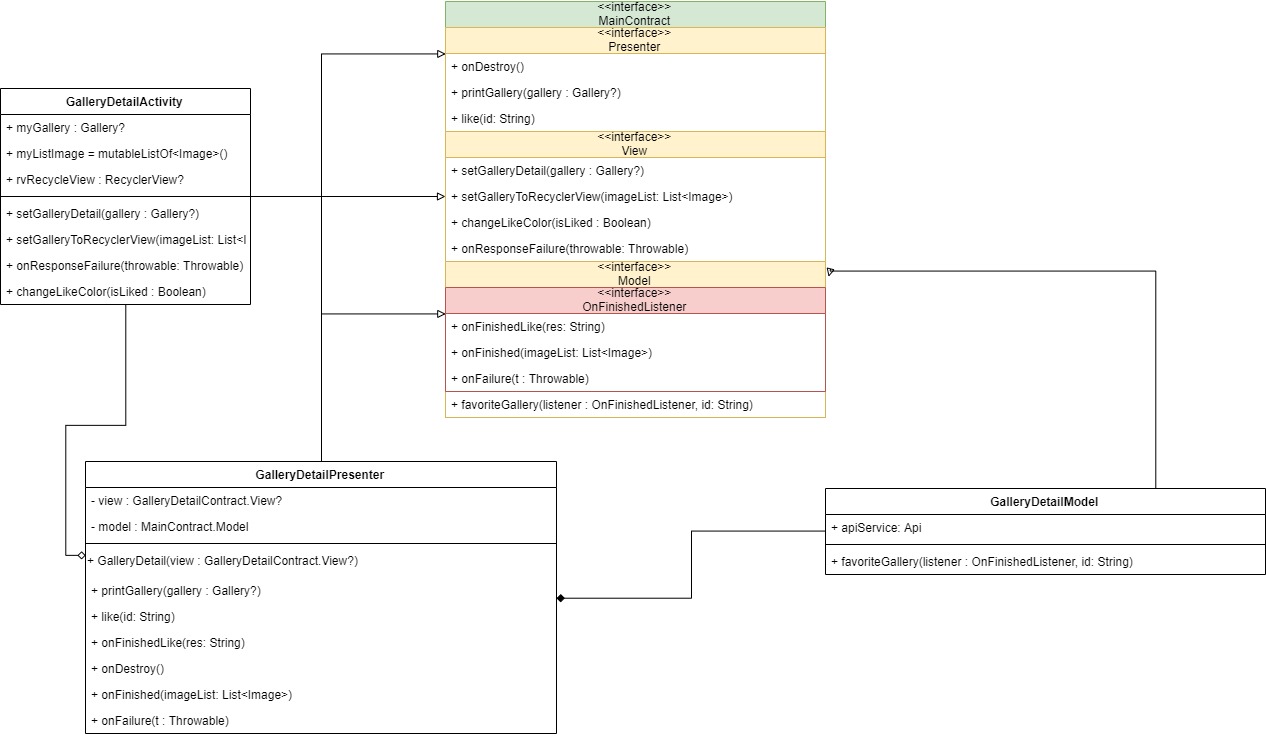 <<interface>>
MainContract
<<interface>>
Presenter
+ onDestroy()
+ printGallery(gallery : Gallery?)
+ like(id: String)
<<interface>>
View
+ setGalleryDetail(gallery : Gallery?)
+ setGalleryToRecyclerView(imageList: List<Image>)
+ changeLikeColor(isLiked : Boolean)
+ onResponseFailure(throwable: Throwable)
<<interface>>
Model
<<interface>>
OnFinishedListener
+ onFinishedLike(res: String)
+ onFinished(imageList: List<Image>)
+ onFailure(t : Throwable)
+ favoriteGallery(listener : OnFinishedListener, id: String)
GalleryDetailActivity
+ myGallery : Gallery?
+ myListImage = mutableListOf<Image>()
+ rvRecycleView : RecyclerView?
+ setGalleryDetail(gallery : Gallery?)
+ setGalleryToRecyclerView(imageList: List<I
+ onResponseFailure(throwable: Throwable)
+ changeLikeColor(isLiked : Boolean)
GalleryDetailPresenter
- view : GalleryDetailContract.View?
- model : MainContract.Model
+ GalleryDetail(view : GalleryDetailContract.View?)
+ printGallery(gallery : Gallery?)
+ like(id: String)
+ onFinishedLike(res: String)
+ onDestroy()
+ onFinished(imageList: List<Image>)
+ onFailure(t : Throwable)
GalleryDetailModel
+ apiService: Api
+ favoriteGallery(listener : OnFinishedListener, id: String)